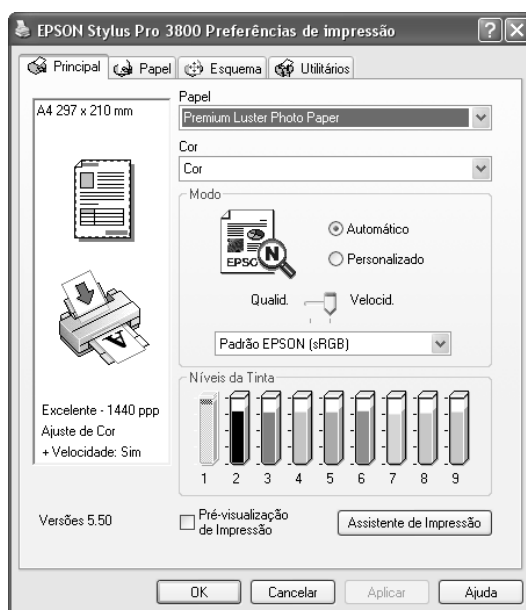 EPSON Stylus Pro 3800 Preferências de impressão
Principal Papel Esquema Utilitários
A4 297 x 210 mm
Papel
Premium Luster Photo Paper
Cor
Cor
Modo
EPSO N
Automático
Personalizado
Qualid. Velocid.
Padrão EPSON (sRGB)
Níveis da Tinta
1 2 3 4 5 6 7 8 9
A
Excelente - 1440 ppp
Ajuste de Cor
+ Velocidade: Sim
Versões 5.50
Pré-visualização
de Impressão
Assistente de Impressão
OK Cancelar Aplicar Ajuda